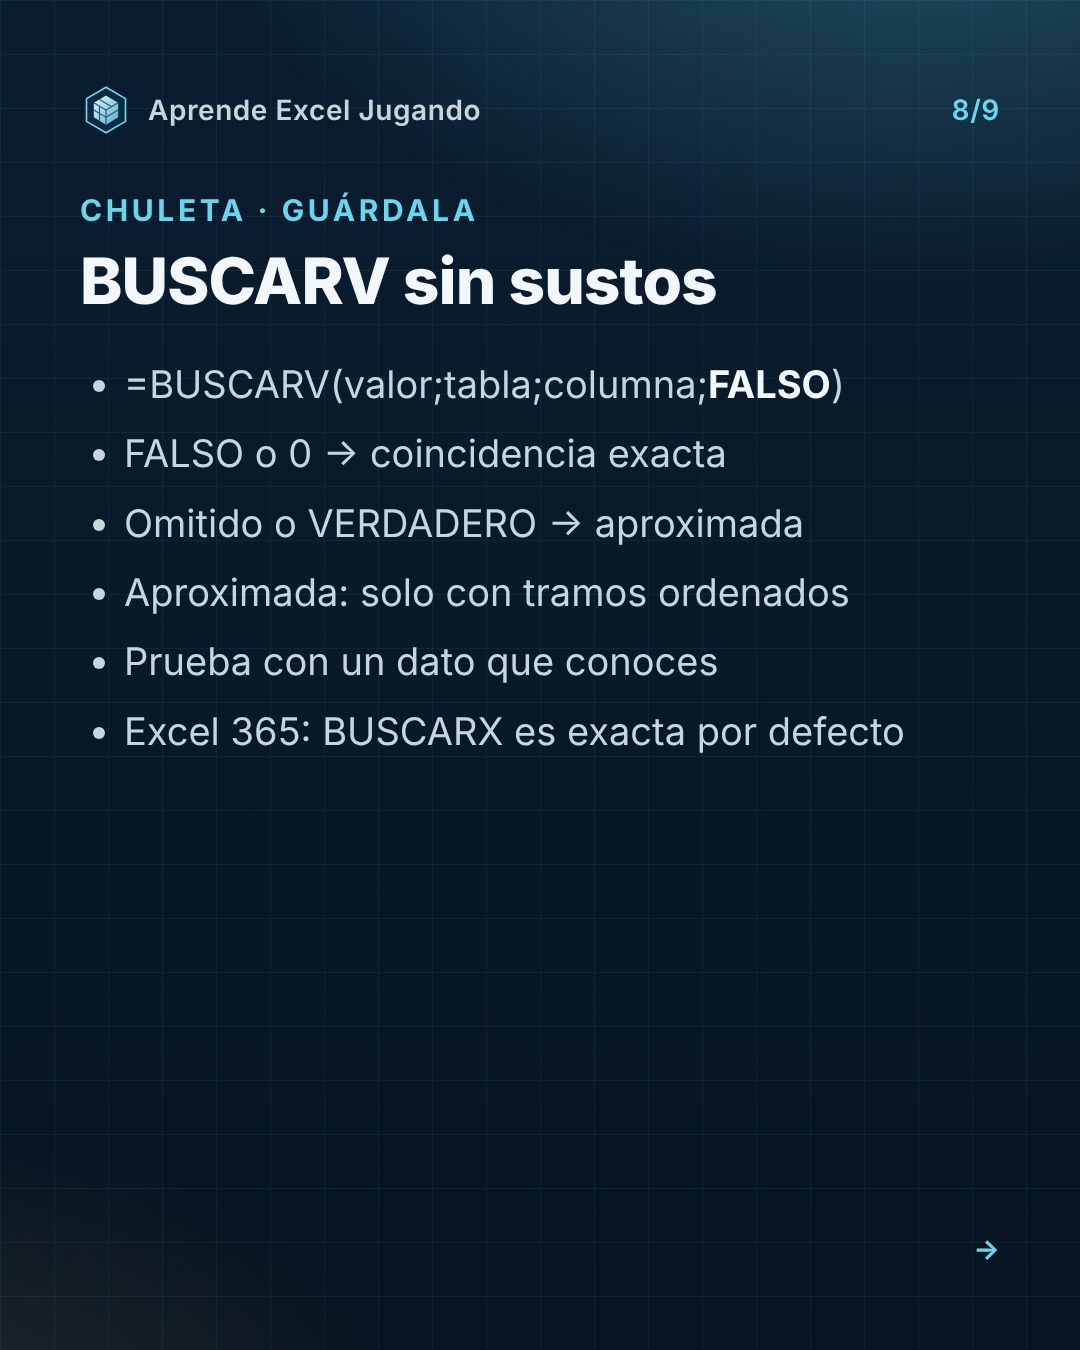 Aprende Excel Jugando
8/9
CHULETA · GUÁRDALA
BUSCARV sin sustos
• =BUSCARV(valor;tabla;columna;FALSO)
• FALSO o 0 → coincidencia exacta
• Omitido o VERDADERO → aproximada
• Aproximada: solo con tramos ordenados
• Prueba con un dato que conoces
• Excel 365: BUSCARX es exacta por defecto
→